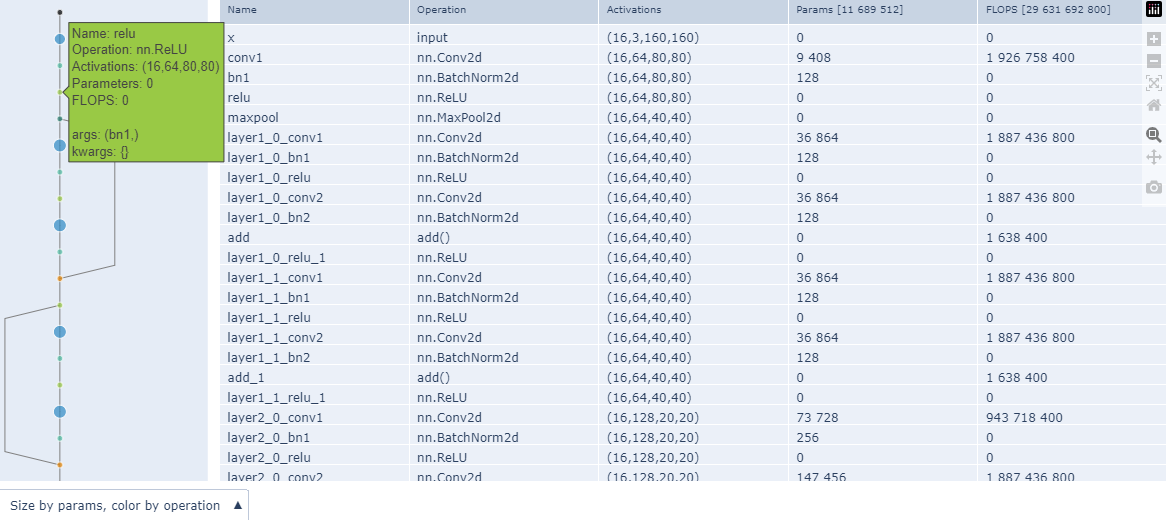 Name: relu
Operation: nn.ReLU
Activations: (16,64,80,80)
Parameters: 0
FLOPS: 0
args: (bn1,)
kwargs: {}
Name Operation Activations Params [11 689 512] FLOPS [29 631 692 800]
x input (16,3,160,160) 0 0
conv1 nn.Conv2d (16,64,80,80) 9 408 1 926 758 400
bn1 nn.BatchNorm2d (16,64,80,80) 128 0
relu nn.ReLU (16,64,80,80) 0 0
maxpool nn.MaxPool2d (16,64,40,40) 0 0
layer1_0_conv1 nn.Conv2d (16,64,40,40) 36 864 1 887 436 800
layer1_0_bn1 nn.BatchNorm2d (16,64,40,40) 128 0
layer1_0_relu nn.ReLU (16,64,40,40) 0 0
layer1_0_conv2 nn.Conv2d (16,64,40,40) 36 864 1 887 436 800
layer1_0_bn2 nn.BatchNorm2d (16,64,40,40) 128 0
add add() (16,64,40,40) 0 1 638 400
layer1_0_relu_1 nn.ReLU (16,64,40,40) 0 0
layer1_1_conv1 nn.Conv2d (16,64,40,40) 36 864 1 887 436 800
layer1_1_bn1 nn.BatchNorm2d (16,64,40,40) 128 0
layer1_1_relu nn.ReLU (16,64,40,40) 0 0
layer1_1_conv2 nn.Conv2d (16,64,40,40) 36 864 1 887 436 800
layer1_1_bn2 nn.BatchNorm2d (16,64,40,40) 128 0
add_1 add() (16,64,40,40) 0 1 638 400
layer1_1_relu_1 nn.ReLU (16,64,40,40) 0 0
layer2_0_conv1 nn.Conv2d (16,128,20,20) 73 728 943 718 400
layer2_0_bn1 nn.BatchNorm2d (16,128,20,20) 256 0
layer2_0_relu nn.ReLU (16,128,20,20) 0 0
layer2_0_conv2 nn.Conv2d (16,128,20,20) 147 456 1 887 436 800
Size by params, color by operation ▲